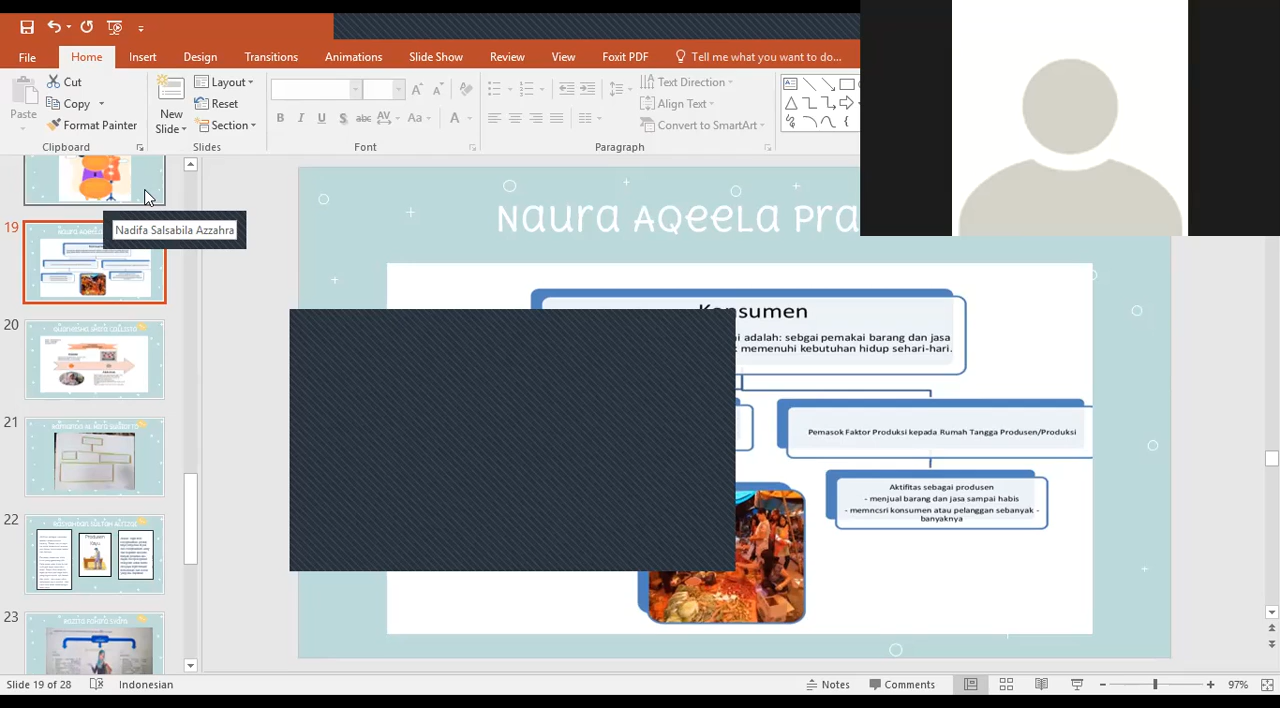 File Home Insert Design Transitions Animations Slide Show Review View Foxit PDF Tell me what you want to do...
Paste
Cut
Copy
Format Painter
Clipboard
New
Slide
Layout
Reset
Section
Slides
B I U S abc AV Aa A
Font
Text Direction
Align Text
Convert to SmartArt
Paragraph
Nadifa Salsabila Azzahra
19
20
21
22
23
Naura Aqeela Pra
Konsumen
adalah: sebgai pemakai barang dan jasa
memenuhi kebutuhan hidup sehari-hari.
Pemasok Faktor Produksi kepada Rumah Tangga Produsen/Produksi
Aktifitas sebagai produsen
- menjual barang dan jasa sampai habis
- memncsri konsumen atau pelanggan sebanyak -
banyaknya
Slide 19 of 28 Indonesian Notes Comments 97%